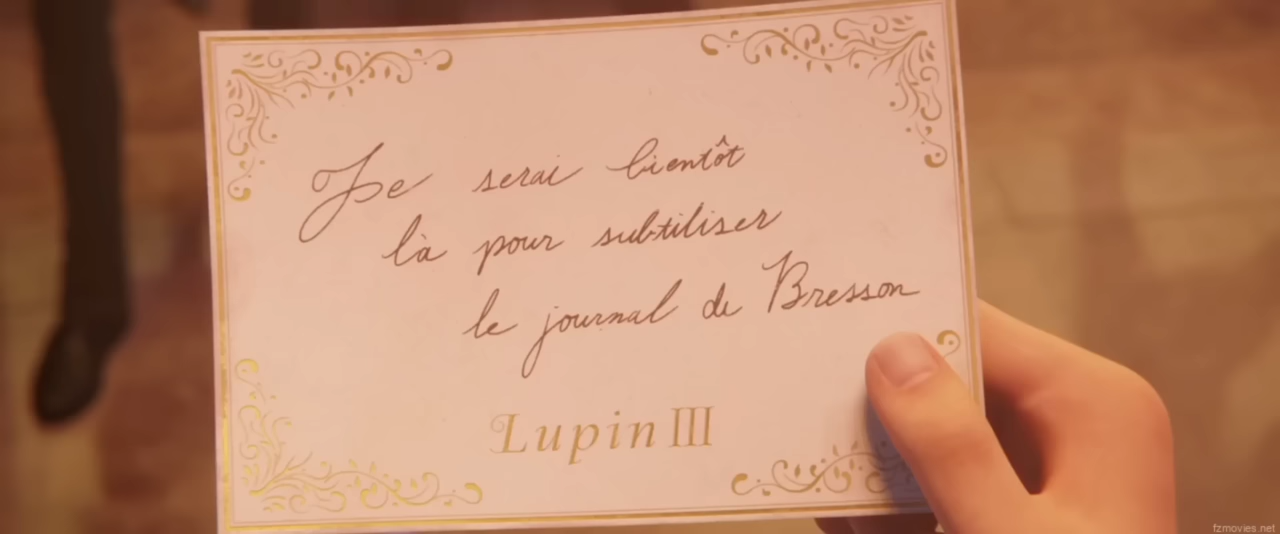 Je serai bientôt
là pour subtiliser
le journal de Bresson
Lupin III
fzmovies.net